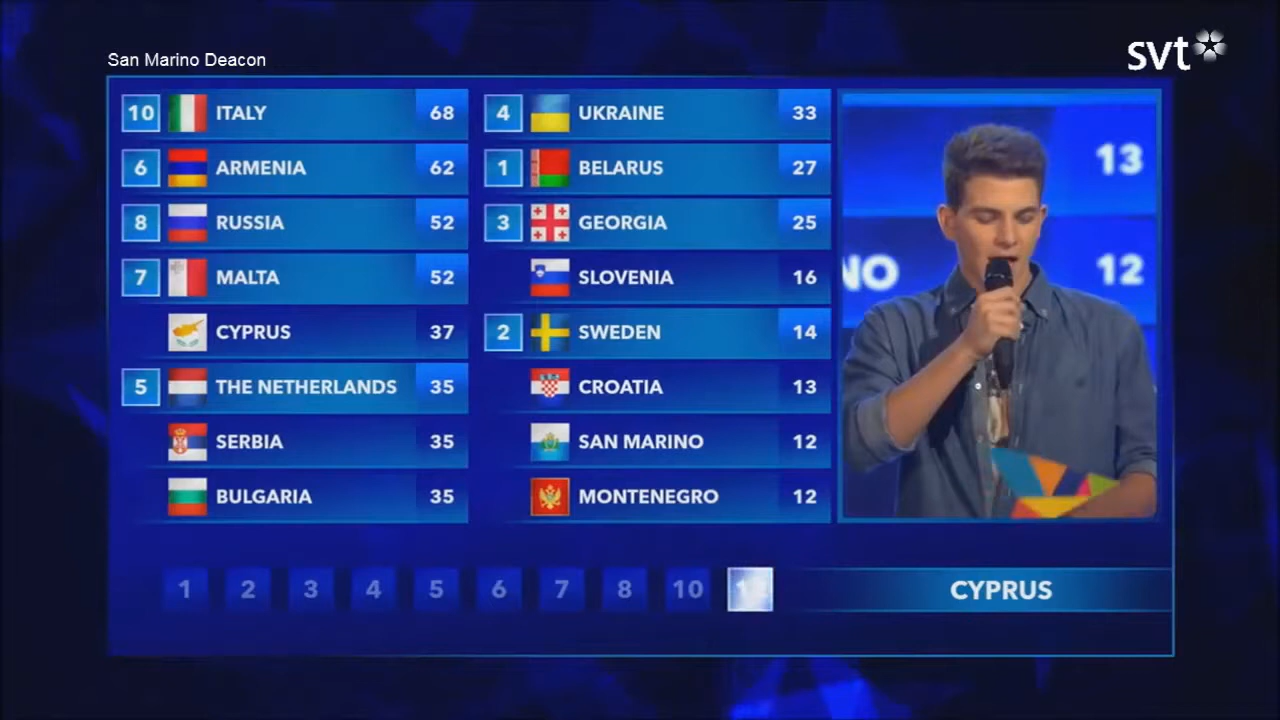 San Marino Deacon
svt
10 ITALY 68
6 ARMENIA 62
8 RUSSIA 52
7 MALTA 52
CYPRUS 37
5 THE NETHERLANDS 35
SERBIA 35
BULGARIA 35
4 UKRAINE 33
1 BELARUS 27
3 GEORGIA 25
SLOVENIA 16
2 SWEDEN 14
CROATIA 13
SAN MARINO 12
MONTENEGRO 12
13
NO 12
1 2 3 4 5 6 7 8 10
CYPRUS